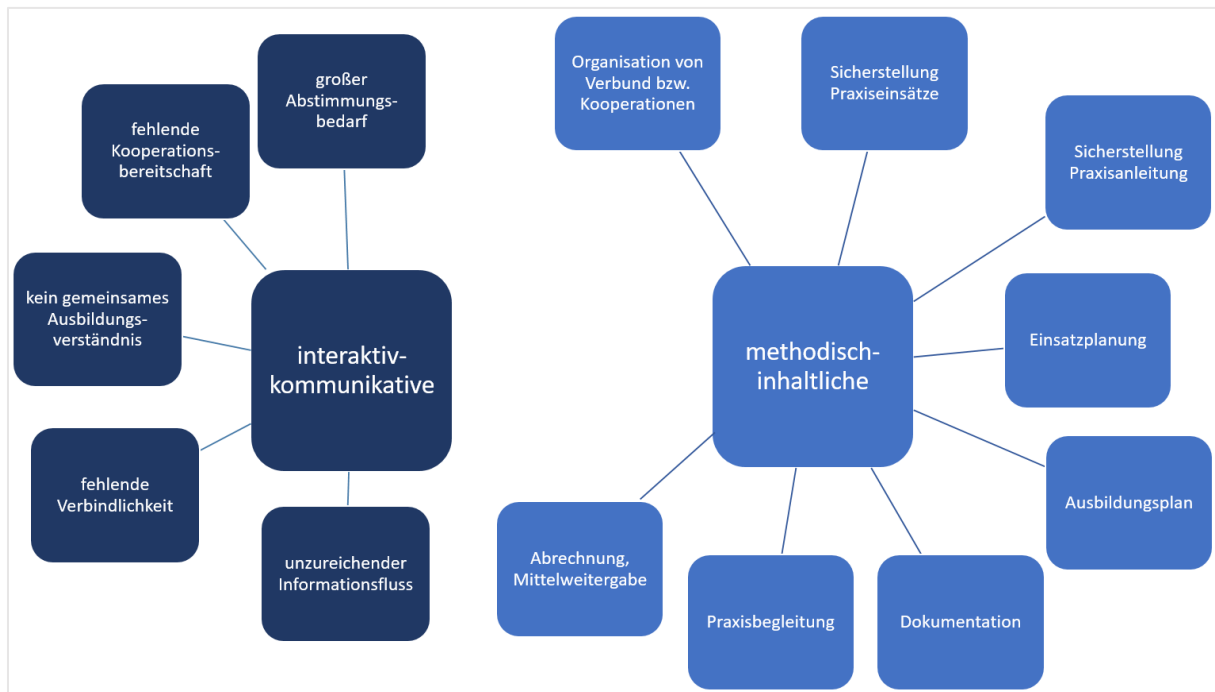 großer
Abstimmungs-
bedarf
fehlende
Kooperations-
bereitschaft
kein gemeinsames
Ausbildungs-
verständnis
fehlende
Verbindlichkeit
unzureichender
Informationsfluss
interaktiv-
kommunikative
Organisation von
Verbund bzw.
Kooperationen
Sicherstellung
Praxiseinsätze
Sicherstellung
Praxisanleitung
Einsatzplanung
Ausbildungsplan
Dokumentation
Praxisbegleitung
Abrechnung,
Mittelweitergabe
methodisch-
inhaltliche